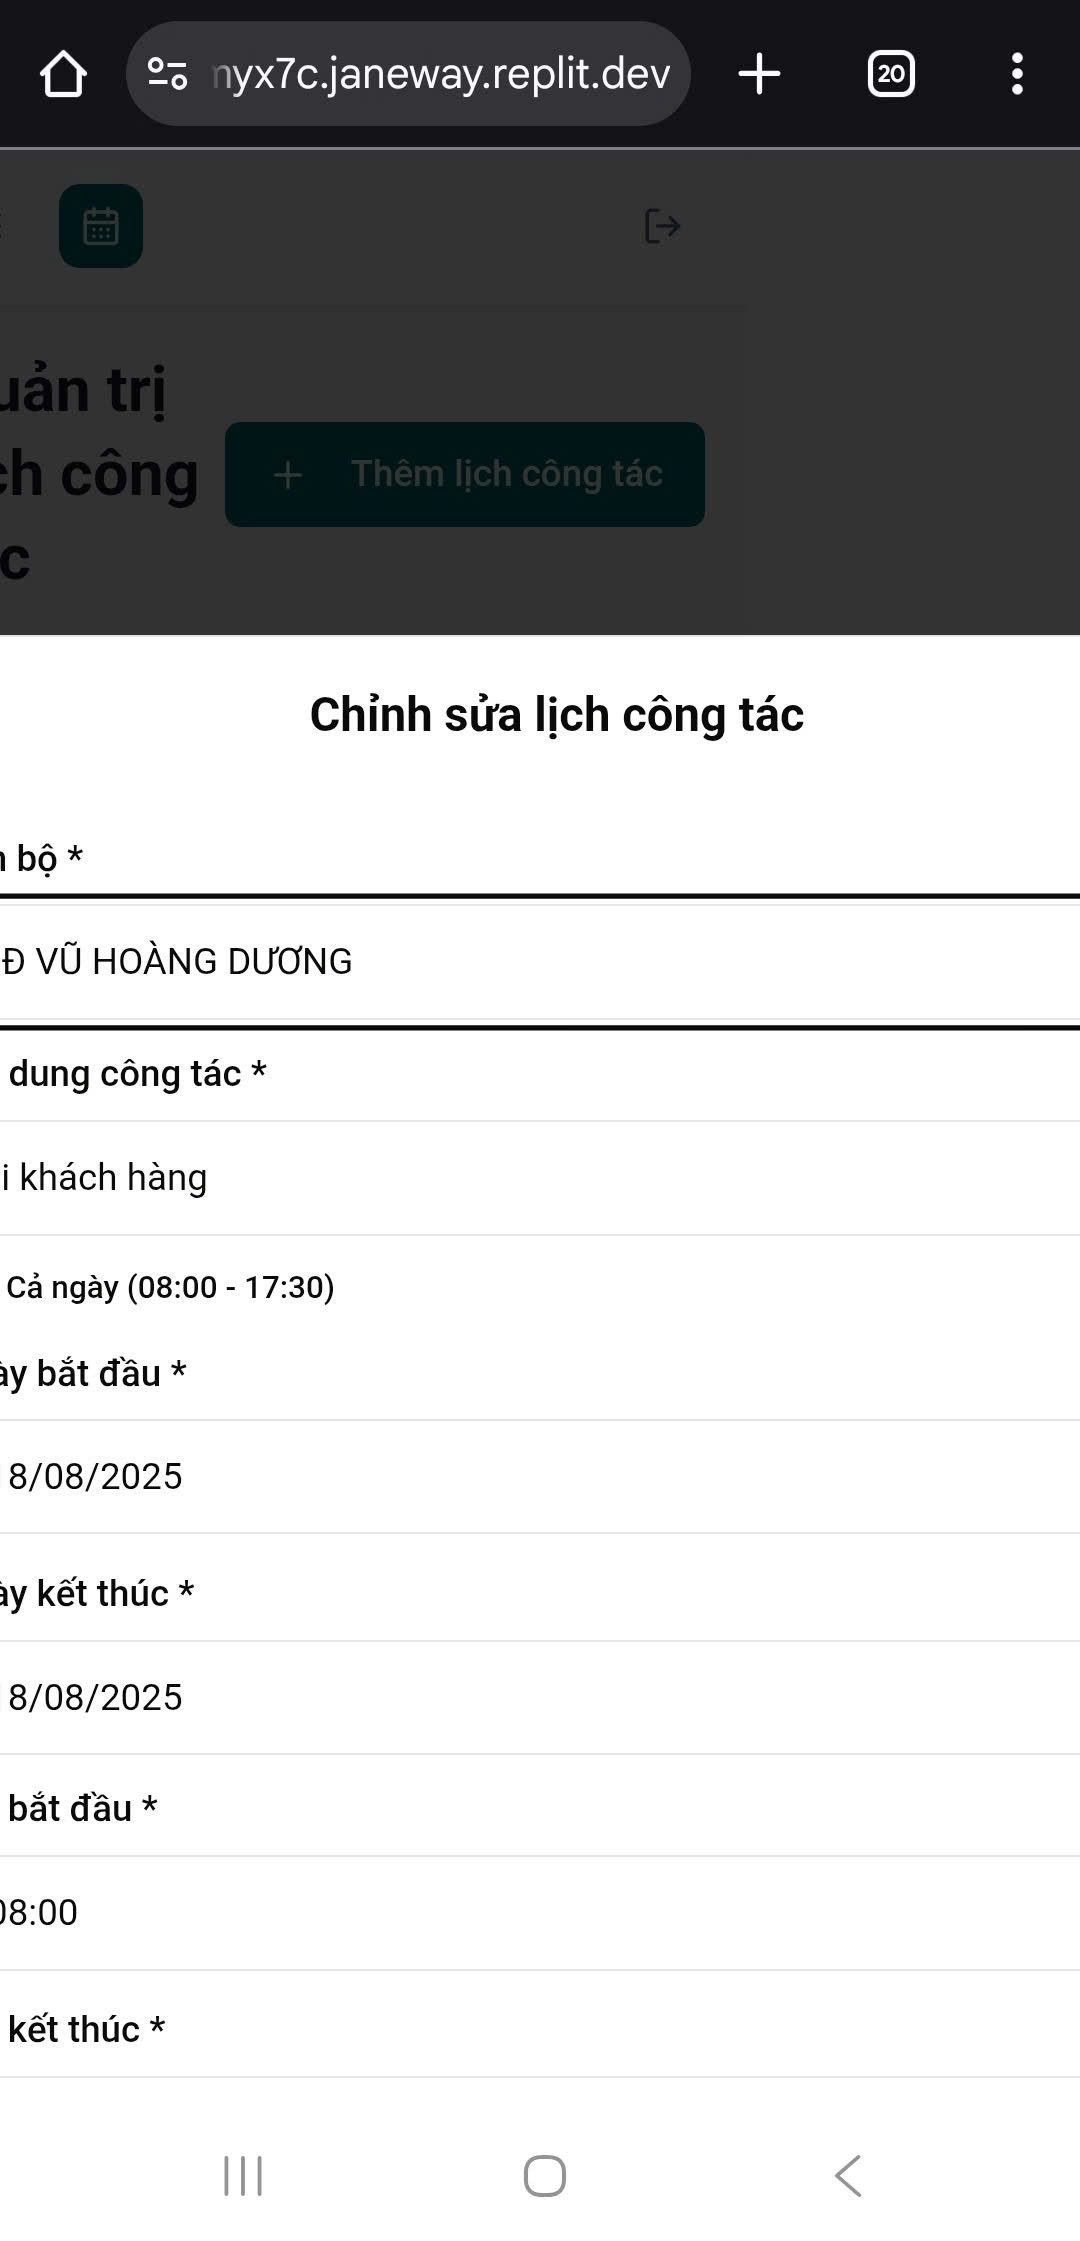 nyx7c.janeway.replit.dev
20
uản trị
ch công
c
Thêm lịch công tác
Chỉnh sửa lịch công tác
n bộ *
Đ VŨ HOÀNG DƯƠNG
dung công tác *
i khách hàng
Cả ngày (08:00 - 17:30)
ày bắt đầu *
18/08/2025
ày kết thúc *
18/08/2025
bắt đầu *
08:00
kết thúc *